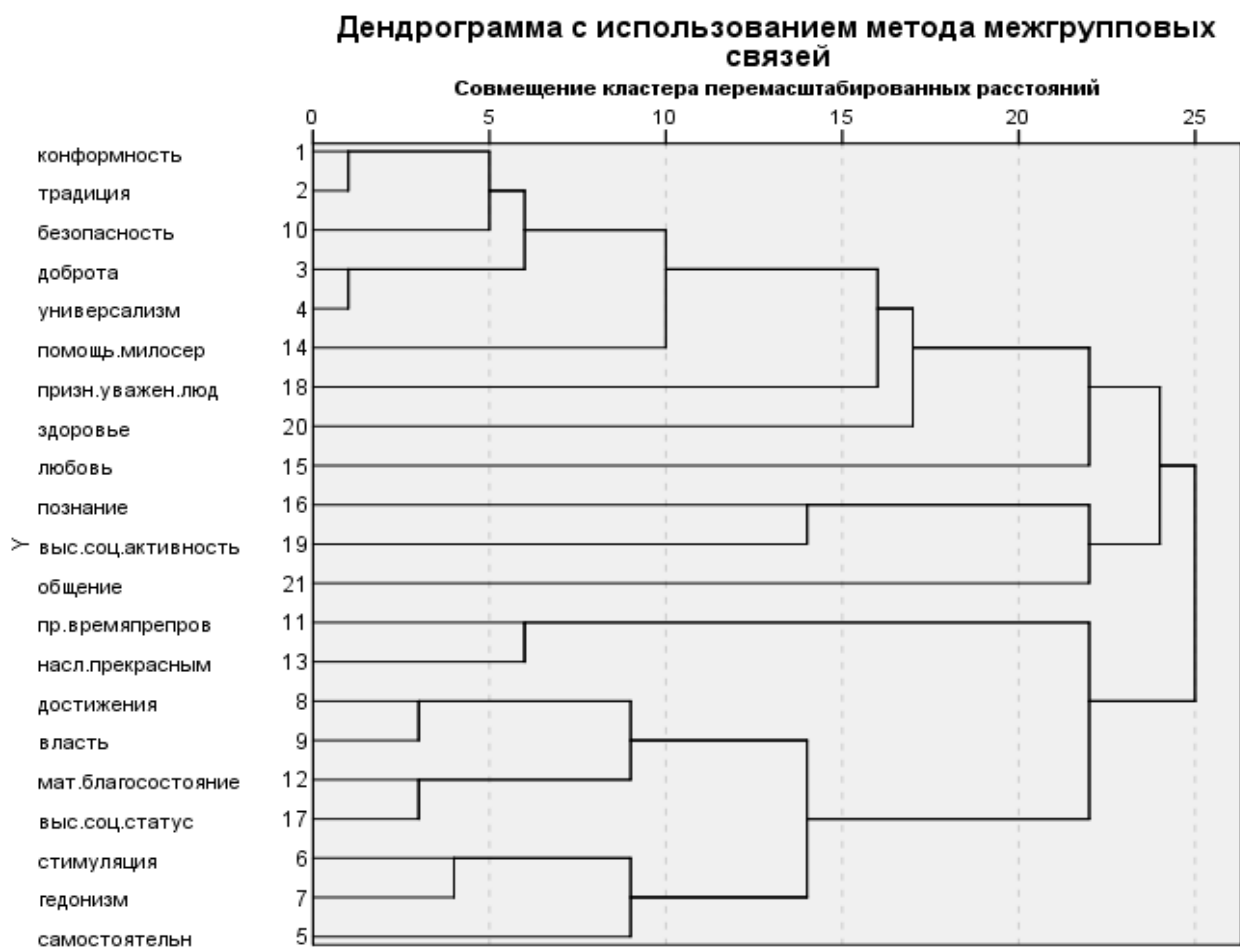 Дендрограмма с использованием метода межгрупповых
связей
Совмещение кластера перемасштабированных расстояний
0 5 10 15 20 25
конформность 1
традиция 2
безопасность 10
доброта 3
универсализм 4
помощь.милосер 14
призн.уважен.люд 18
здоровье 20
любовь 15
познание 16
Y
выс.соц.активность 19
общение 21
пр.времяпрепров 11
насл.прекрасным 13
достижения 8
власть 9
мат.благосостояние 12
выс.соц.статус 17
стимуляция 6
гедонизм 7
самостоятельн 5